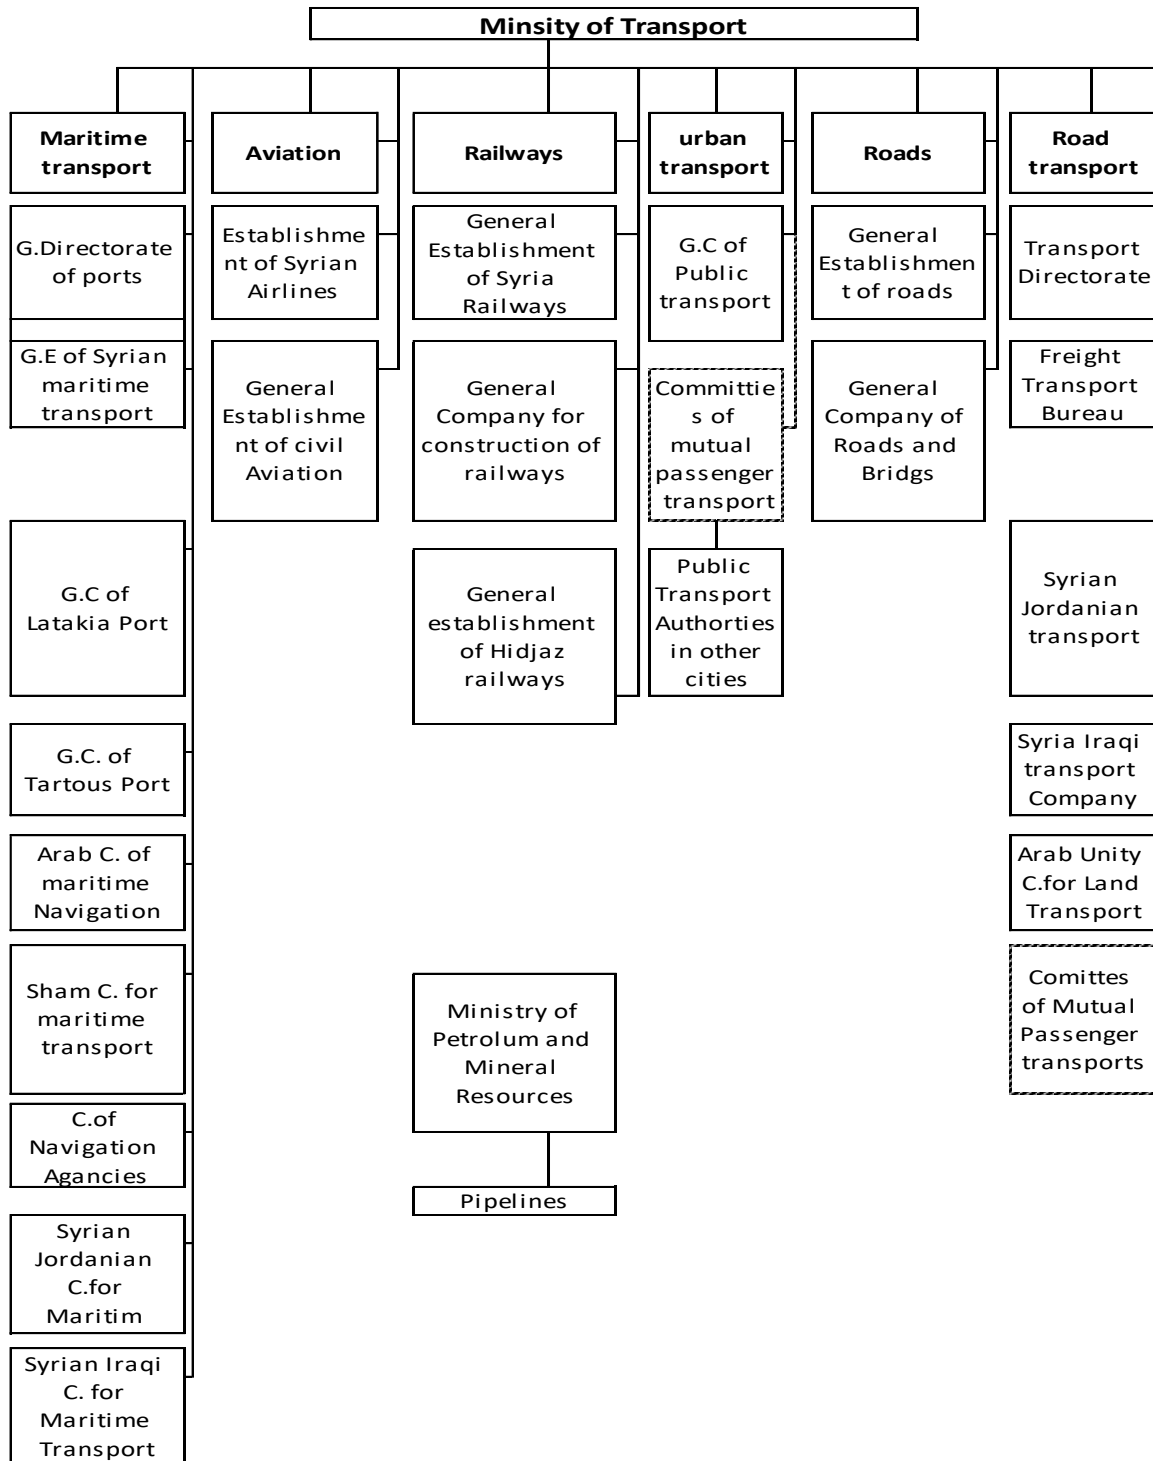 Minsity of Transport
Maritime
transport
Aviation
Railways
urban
transport
Roads
Road
transport
G.Directorate
of ports
Establishme
nt of Syrian
Airlines
General
Establishment
of Syria
Railways
G.C of
Public
transport
General
Establishmen
t of roads
Transport
Directorate
G.E of Syrian
maritime
transport
General
Establishme
nt of civil
Aviation
General
Company for
construction of
railways
Committie
s of
mutual
passenger
transport
General
Company of
Roads and
Bridgs
Freight
Transport
Bureau
G.C of
Latakia Port
General
establishment
of Hidjaz
railways
Public
Transport
Authorties
in other
cities
Syrian
Jordanian
transport
G.C. of
Tartous Port
Syria Iraqi
transport
Company
Arab C. of
maritime
Navigation
Arab Unity
C.for Land
Transport
Sham C. for
maritime
transport
Ministry of
Petrolum and
Mineral
Resources
Comittes
of Mutual
Passenger
transports
C.of
Navigation
Agancies
Pipelines
Syrian
Jordanian
C.for
Maritim
Syrian Iraqi
C. for
Maritime
Transport